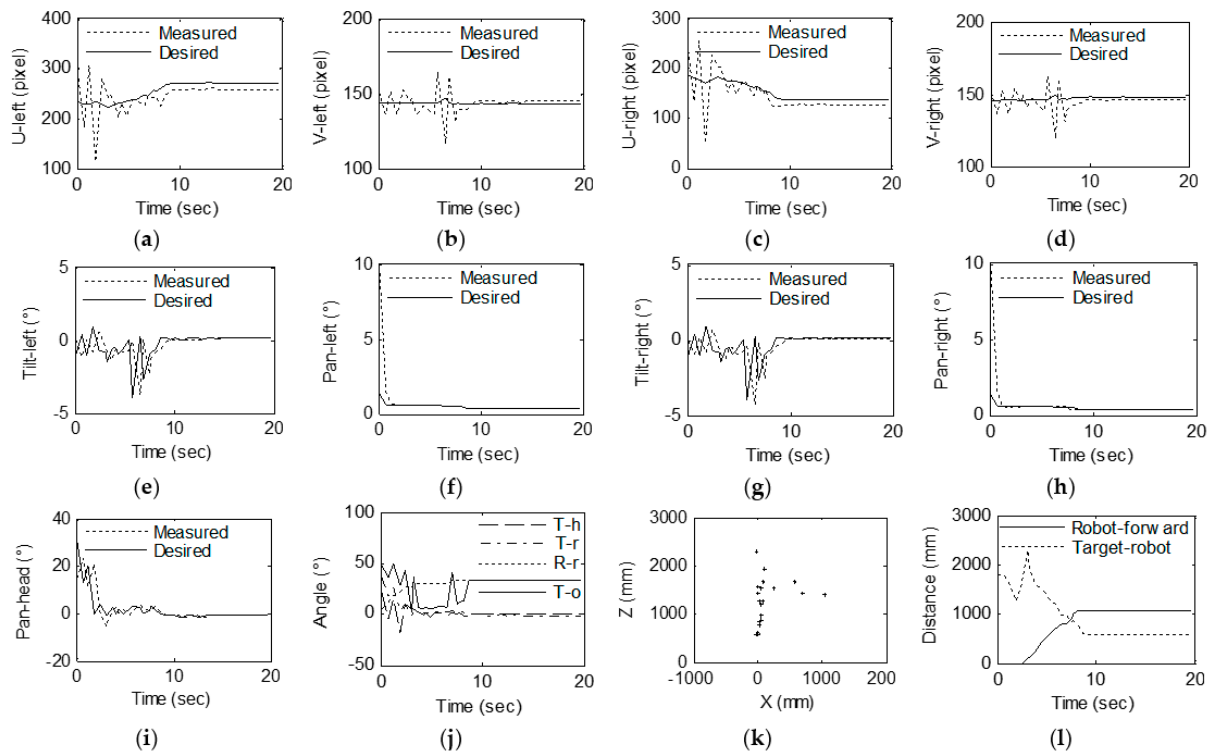 400
300
200
100
U-left (pixel)
Measured
Desired
0 10 20
Time (sec)
(a)
200
150
100
V-left (pixel)
Measured
Desired
0 10 20
Time (sec)
(b)
300
200
100
0
U-right (pixel)
Measured
Desired
0 10 20
Time (sec)
(c)
200
150
100
V-right (pixel)
Measured
Desired
0 10 20
Time (sec)
(d)
5
0
-5
Tilt-left (°)
Measured
Desired
0 10 20
Time (sec)
(e)
10
5
0
Pan-left (°)
Measured
Desired
0 10 20
Time (sec)
(f)
5
0
-5
Tilt-right (°)
Measured
Desired
0 10 20
Time (sec)
(g)
10
5
0
Pan-right (°)
Measured
Desired
0 10 20
Time (sec)
(h)
40
20
0
-20
Pan-head (°)
Measured
Desired
0 10 20
Time (sec)
(i)
100
50
0
-50
Angle (°)
T-h
T-r
R-r
T-o
0 10 20
Time (sec)
(j)
3000
2000
1000
0
Z (mm)
-1000 0 1000 200
X (mm)
(k)
3000
2000
1000
0
Distance (mm)
Robot-forward
Target-robot
0 10 20
Time (sec)
(l)